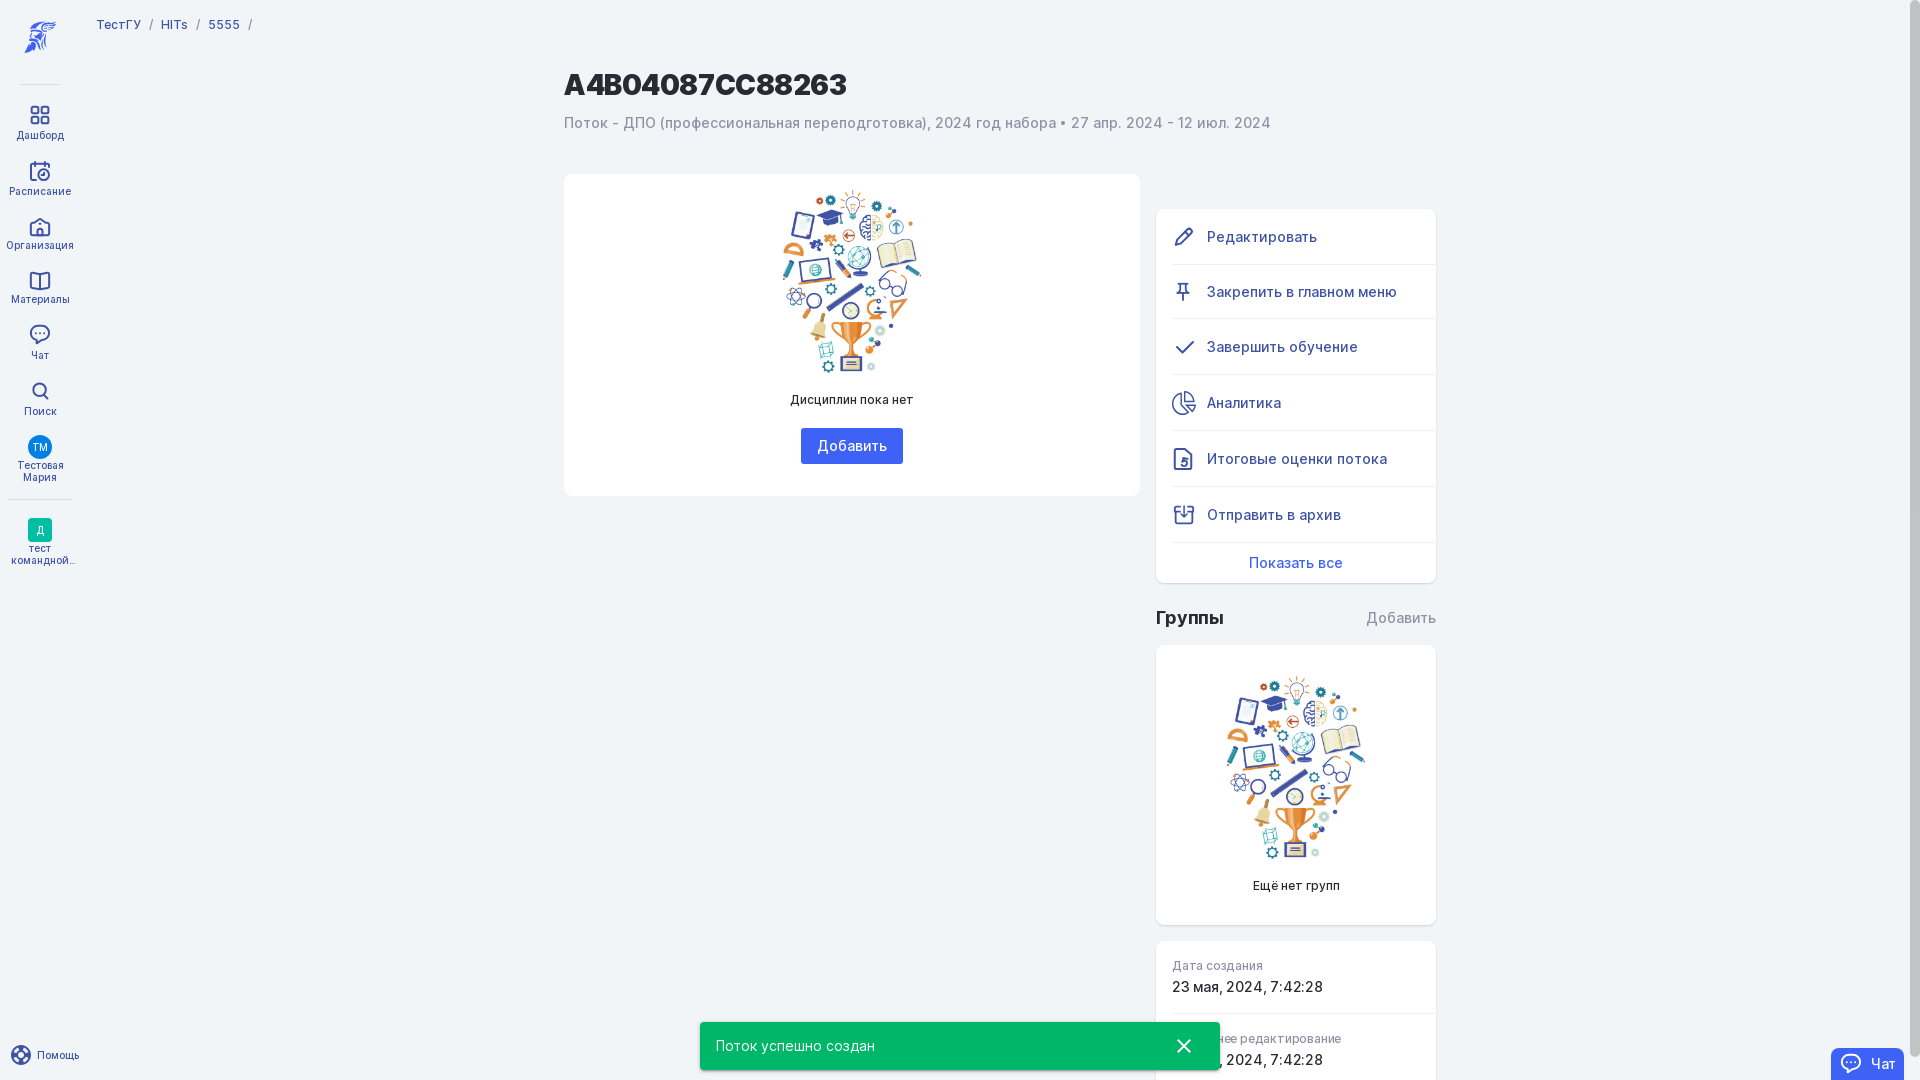 ТестГУ / HITs / 5555 /
A4B04087CC88263
Поток - ДПО (профессиональная переподготовка), 2024 год набора • 27 апр. 2024 - 12 июл. 2024
Дашборд
Расписание
Организация
Материалы
Чат
Поиск
ТМ
Тестовая
Мария
Д
тест
командной...
Помощь
Дисциплин пока нет
Добавить
Редактировать
Закрепить в главном меню
Завершить обучение
Аналитика
Итоговые оценки потока
Отправить в архив
Показать все
Группы
Добавить
Ещё нет групп
Дата создания
23 мая, 2024, 7:42:28
нее редактирование
, 2024, 7:42:28
Поток успешно создан
Чат